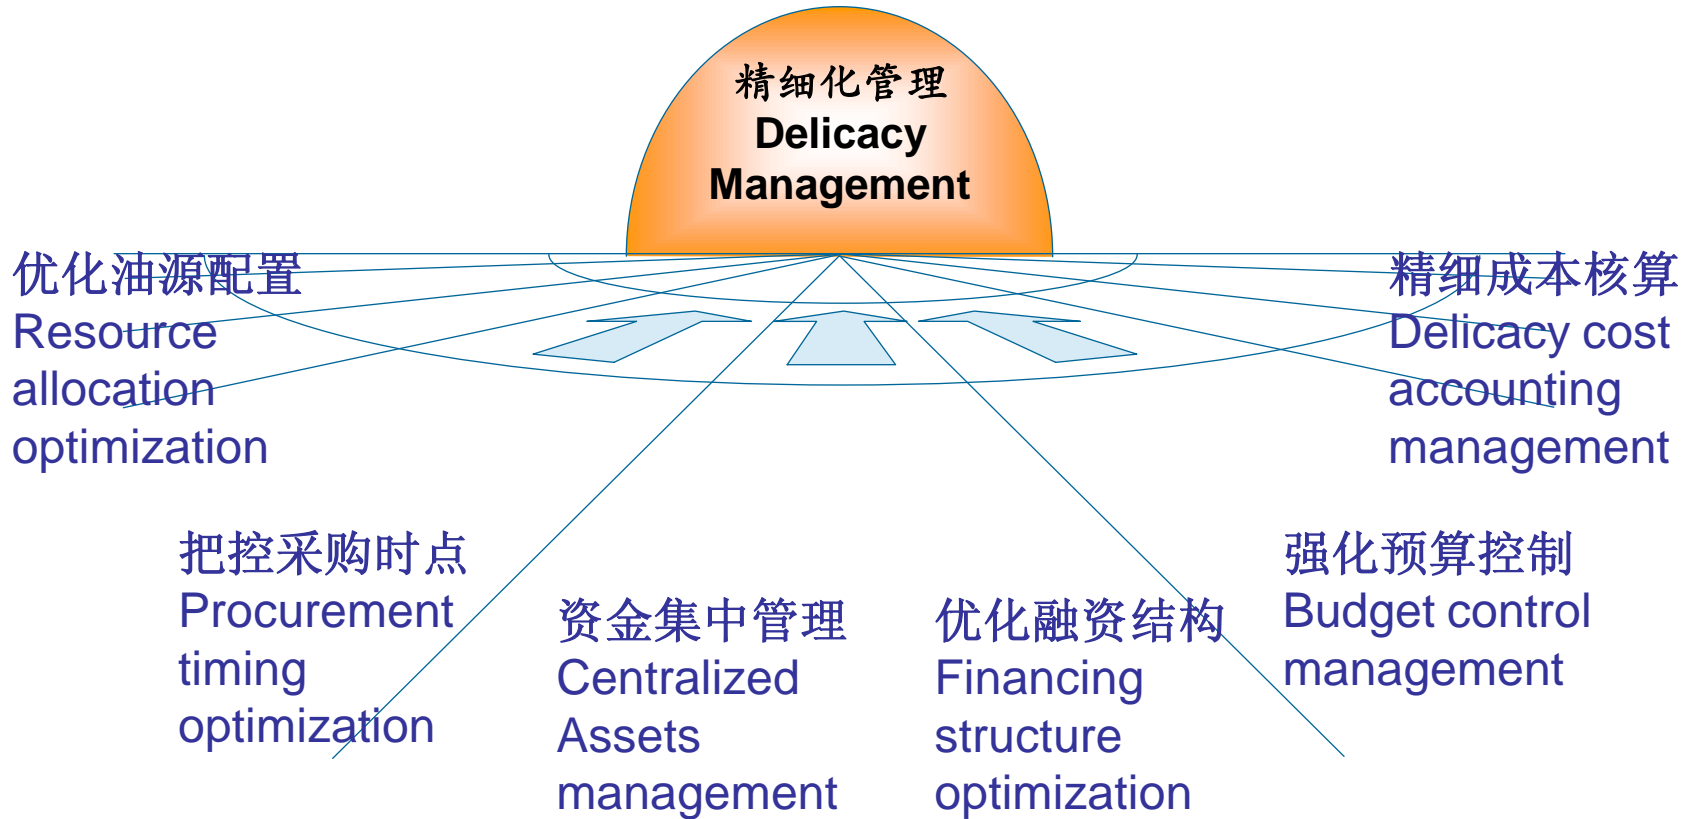 精细化管理
Delicacy
Management
优化油源配置
Resource
allocation
optimization
精细成本核算
Delicacy cost
accounting
management
把控采购时点
Procurement
timing
optimization
资金集中管理
Centralized
Assets
management
优化融资结构
Financing
structure
optimization
强化预算控制
Budget control
management